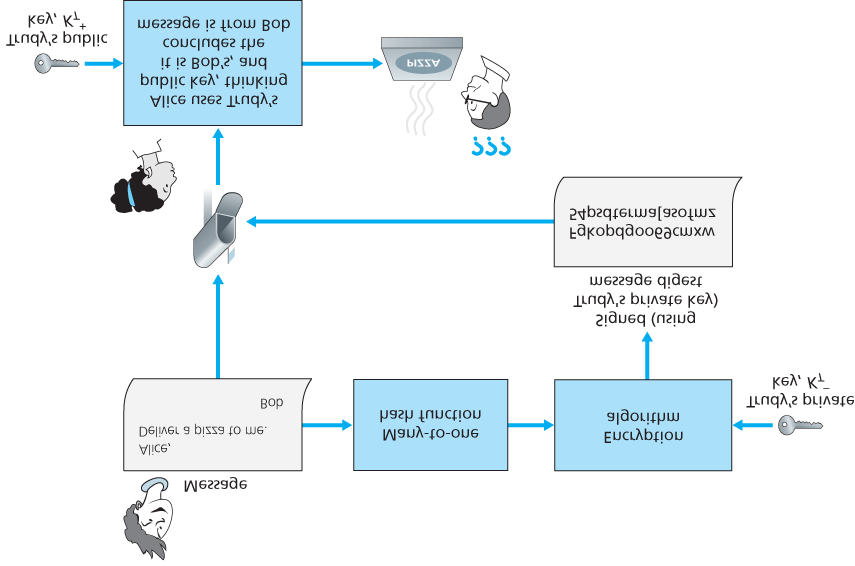 Message
Alice,
Deliver a pizza to me.
Bob
Many-to-one
hash function
Encryption
algorithm
Trudy's private
key, K_T^–
Signed (using
Trudy's private key)
message digest
Fgkopdgoo69cmxw
54psdterma[asofmz
Alice uses Trudy's
public key, thinking
it is Bob's, and
concludes the
message is from Bob
Trudy's public
key, K_T^+
PIZZA
???